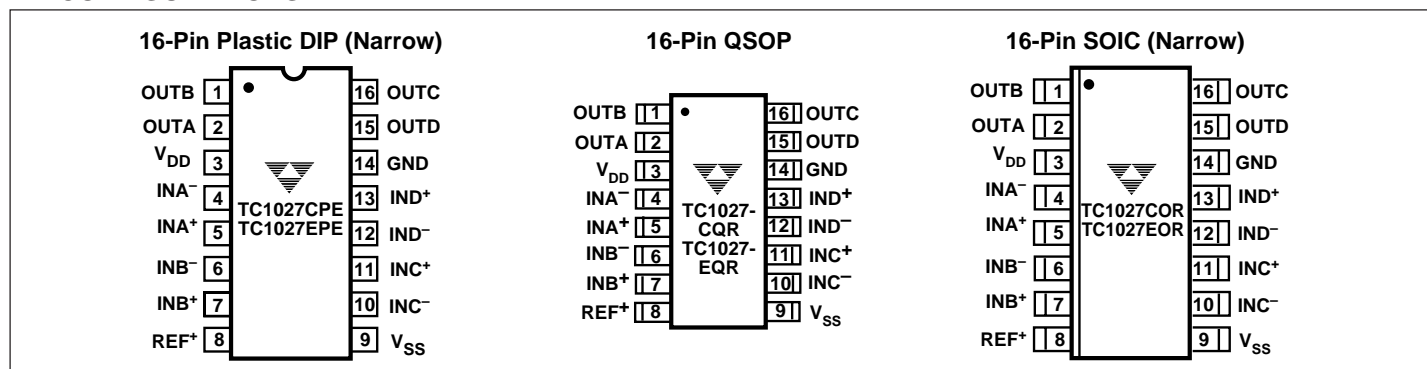 16-Pin Plastic DIP (Narrow)
OUTB 1 16 OUTC
OUTA 2 15 OUTD
VDD 3 14 GND
INA– 4 13 IND+
INA+ 5 12 IND–
INB– 6 11 INC+
INB+ 7 10 INC–
REF+ 8 9 VSS
TC1027CPE
TC1027EPE
16-Pin QSOP
OUTB 1 16 OUTC
OUTA 2 15 OUTD
VDD 3 14 GND
INA– 4 13 IND+
INA+ 5 12 IND–
INB– 6 11 INC+
INB+ 7 10 INC–
REF+ 8 9 VSS
TC1027-
CQR
TC1027-
EQR
16-Pin SOIC (Narrow)
OUTB 1 16 OUTC
OUTA 2 15 OUTD
VDD 3 14 GND
INA– 4 13 IND+
INA+ 5 12 IND–
INB– 6 11 INC+
INB+ 7 10 INC–
REF+ 8 9 VSS
TC1027COR
TC1027EOR